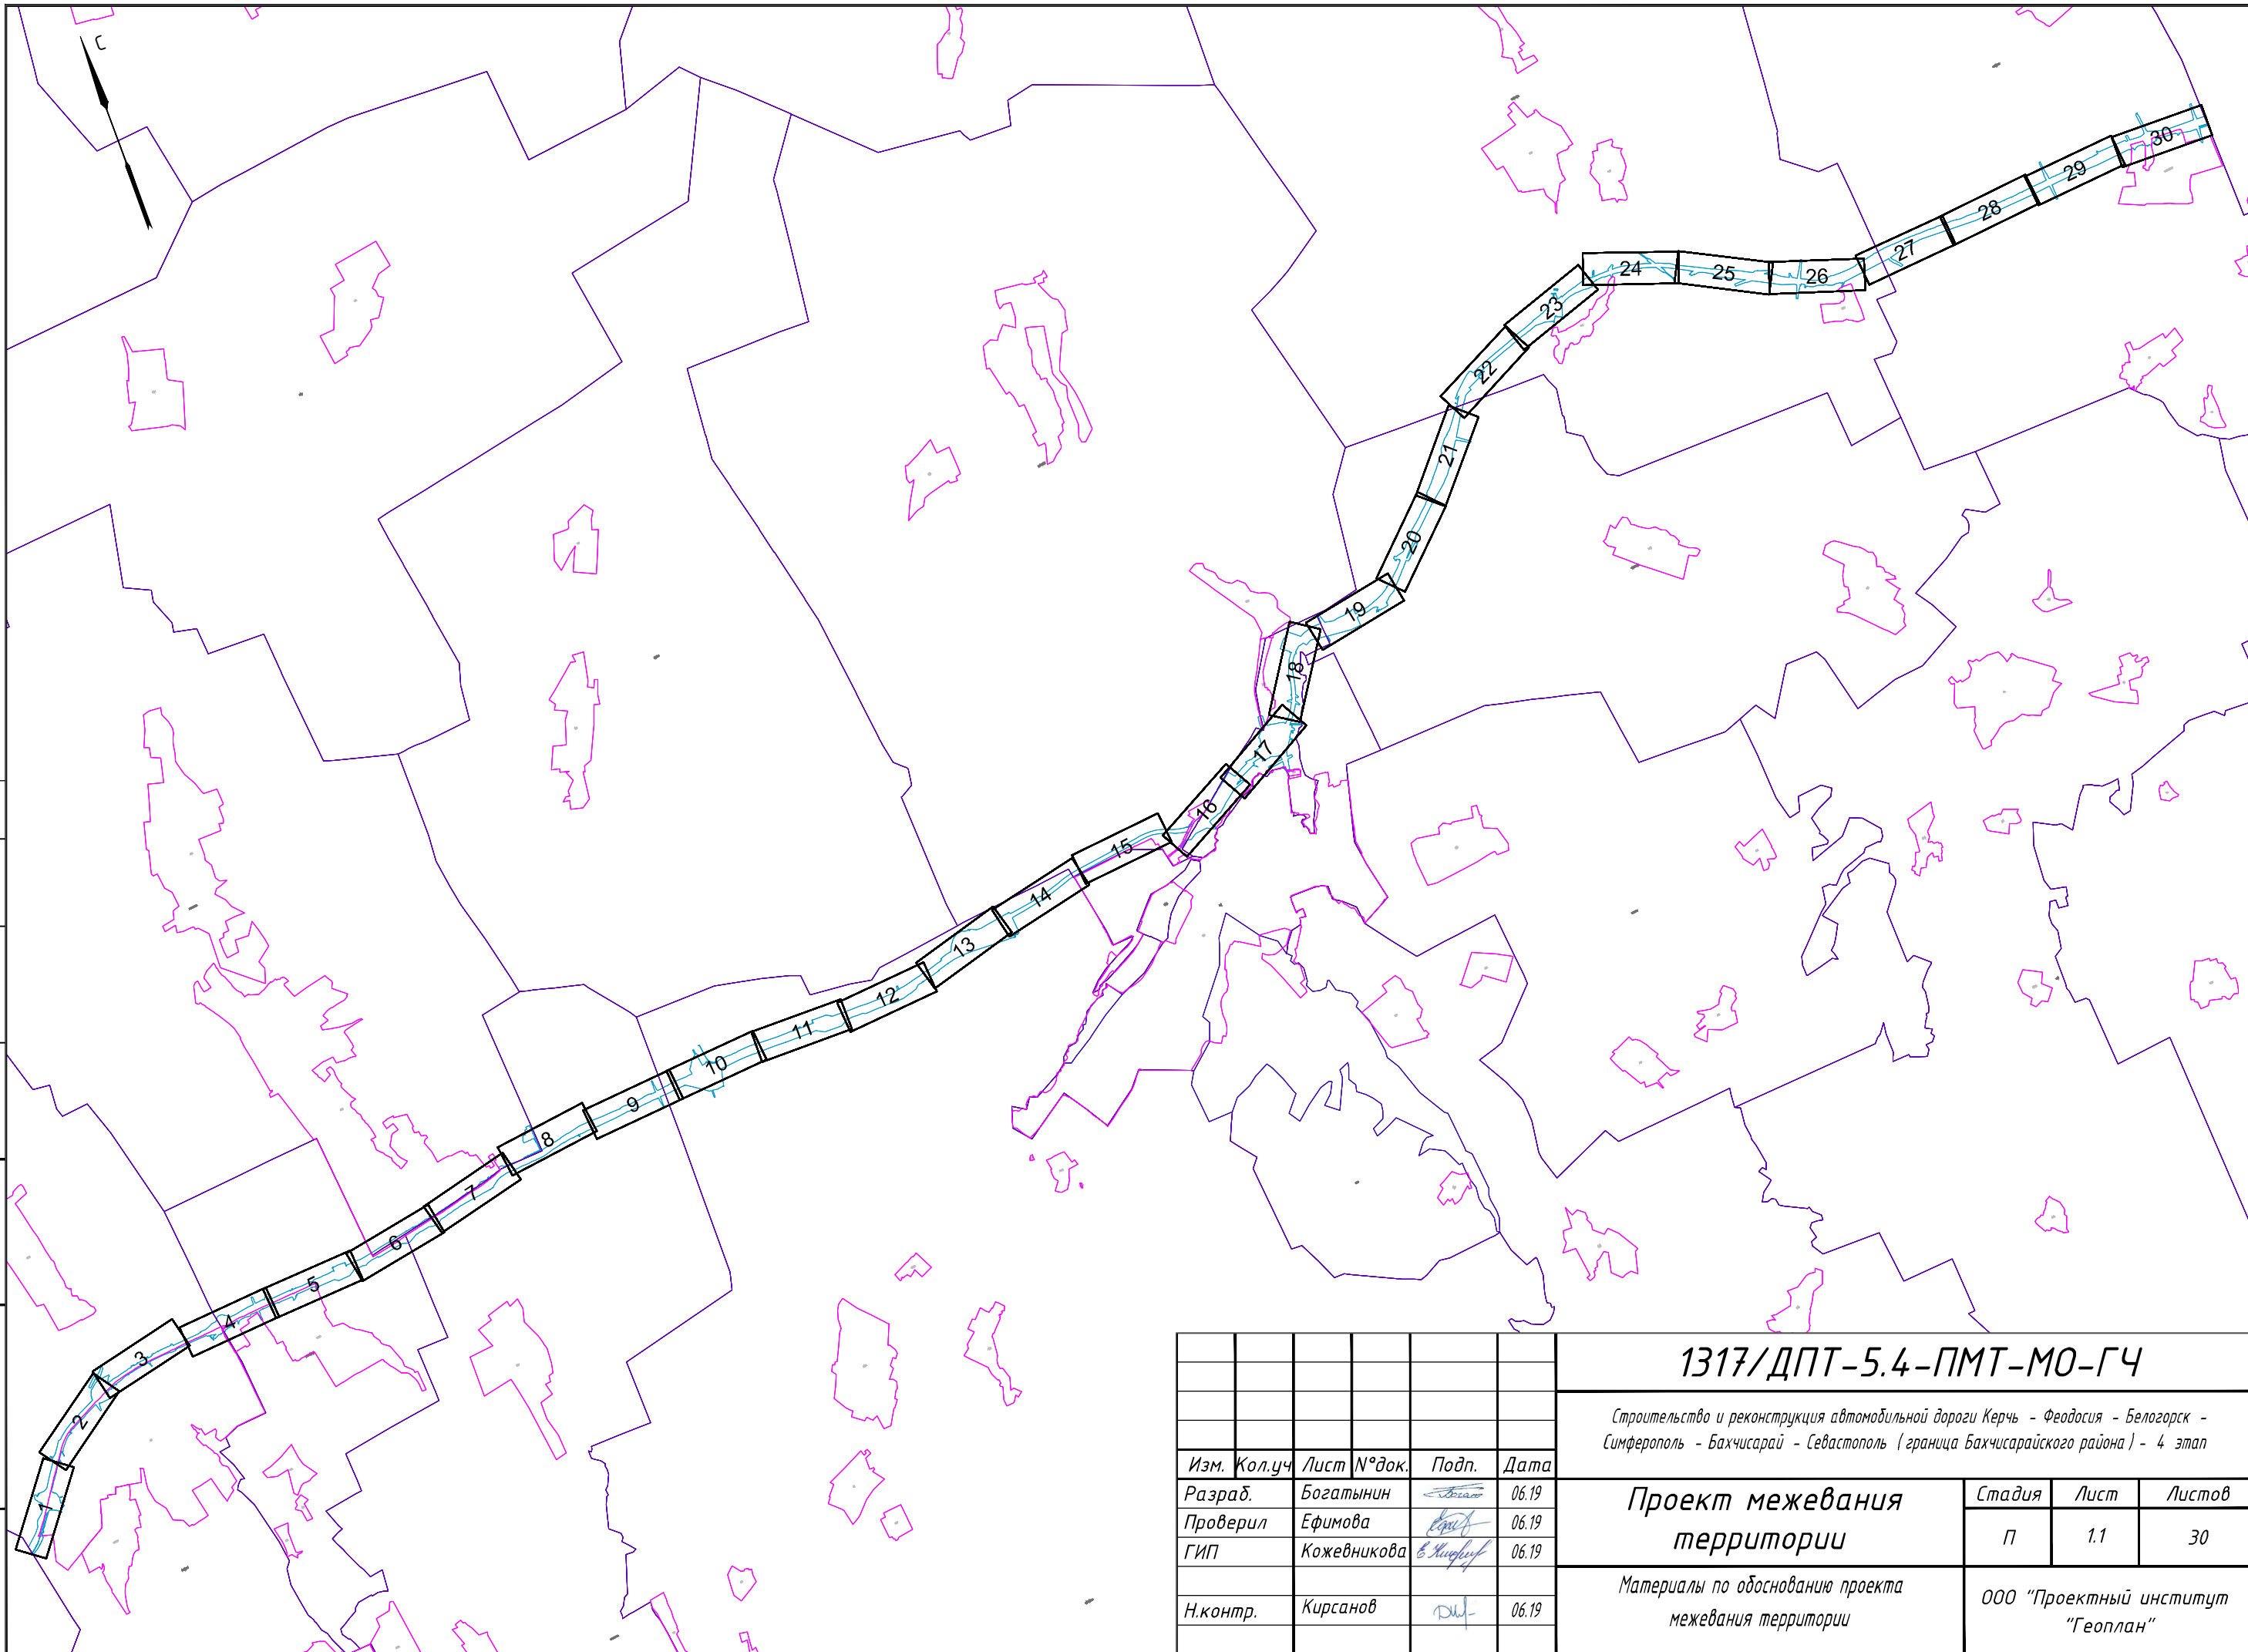 С
30
29
28
27
26
25
24
23
22
21
20
19
18
17
16
15
14
13
12
11
10
9
8
7
6
5
4
3
2
1
1317/ДПТ-5.4-ПМТ-МО-ГЧ
Строительство и реконструкция автомобильной дороги Керчь - Феодосия - Белогорск -
Симферополь - Бахчисарай - Севастополь (граница Бахчисарайского района) - 4 этап
Изм. Кол.уч Лист N°док. Подп. Дата
Разраб. Богатынин 06.19
Проверил Ефимова 06.19
ГИП Кожевникова 06.19
Н.контр. Кирсанов 06.19
Проект межевания
территории
Стадия Лист Листов
П 1.1 30
Материалы по обоснованию проекта
межевания территории
ООО "Проектный институт
"Геоплан"